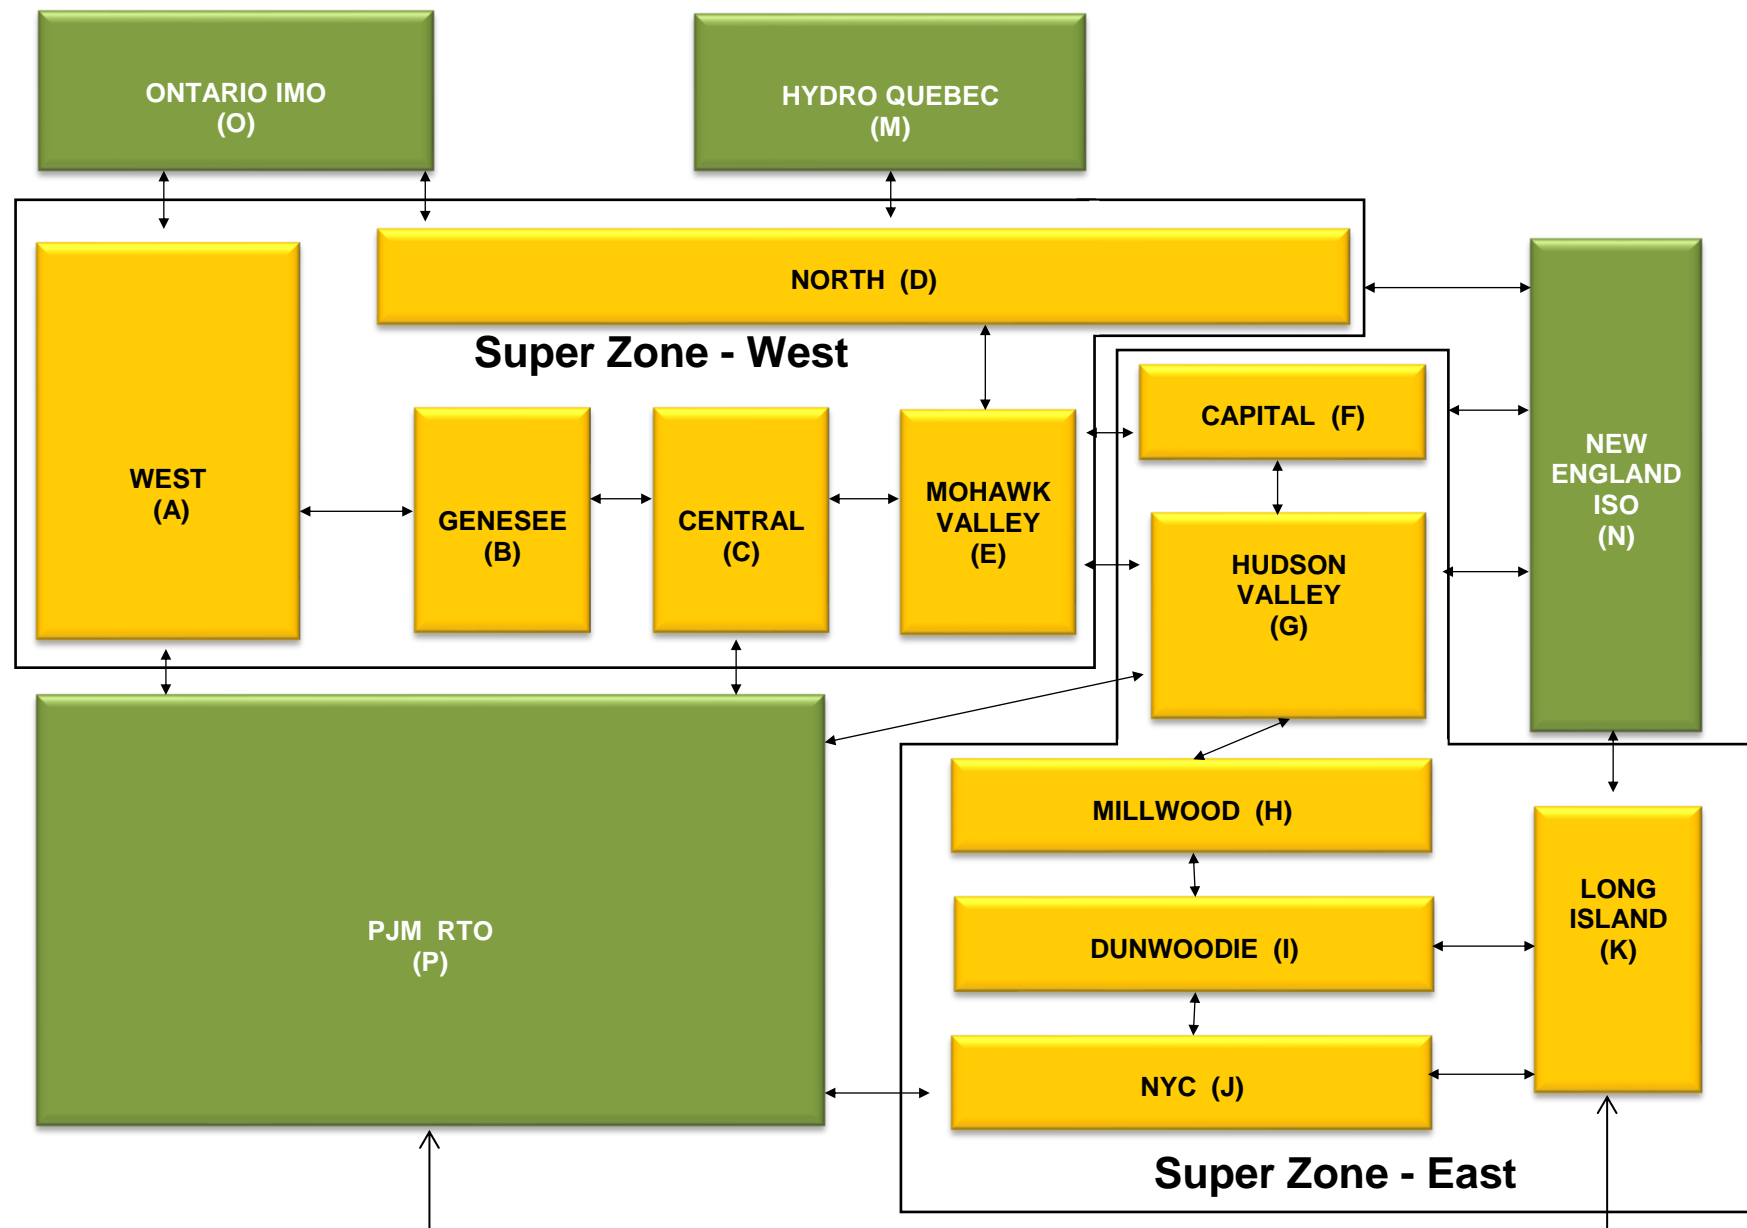 ONTARIO IMO
(O)
HYDRO QUEBEC
(M)
NORTH (D)
Super Zone - West
WEST
(A)
GENESEE
(B)
CENTRAL
(C)
MOHAWK
VALLEY
(E)
CAPITAL (F)
HUDSON
VALLEY
(G)
NEW
ENGLAND
ISO
(N)
PJM RTO
(P)
MILLWOOD (H)
DUNWOODIE (I)
NYC (J)
LONG
ISLAND
(K)
Super Zone - East